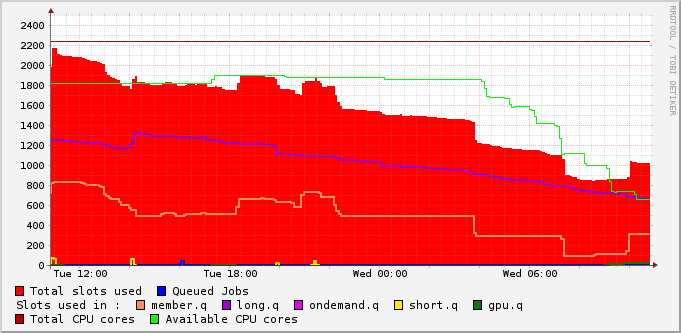 RRDTOOL / TOBI OETIKER
2400
2200
2000
1800
1600
1400
1200
1000
800
600
400
200
0
Tue 12:00 Tue 18:00 Wed 00:00 Wed 06:00
Total slots used Queued Jobs
Slots used in : member.q long.q ondemand.q short.q gpu.q
Total CPU cores Available CPU cores